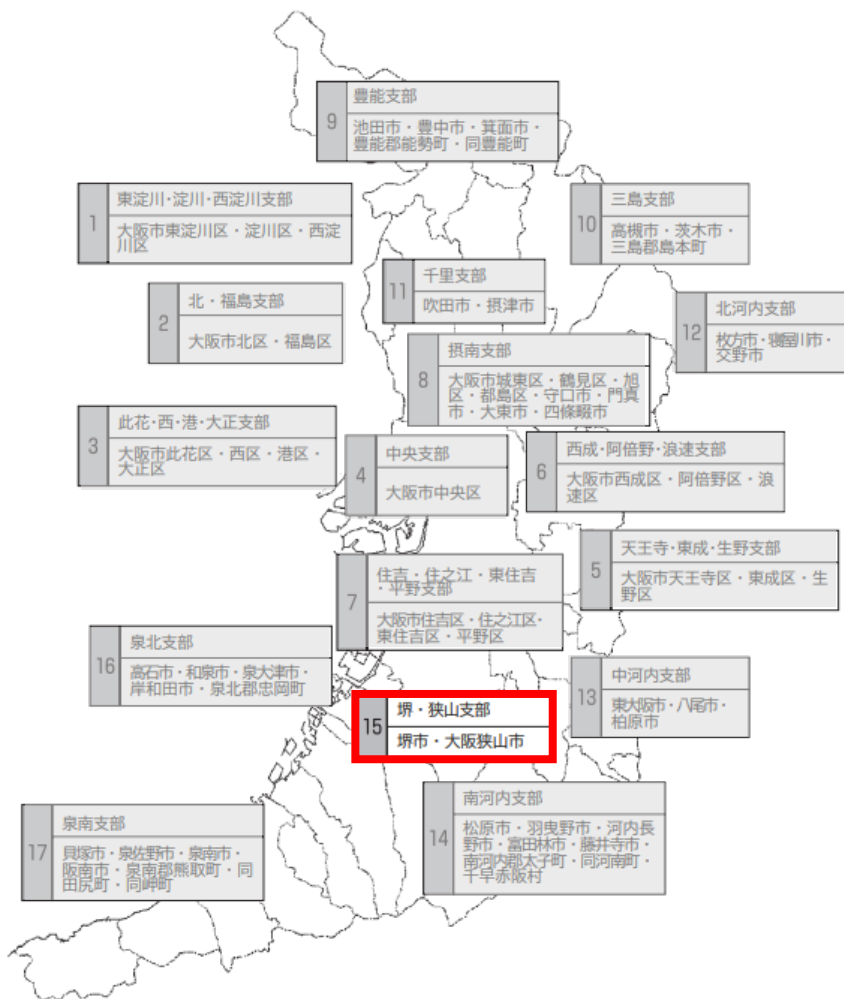 9
豊能支部
池田市・豊中市・箕面市・
豊能郡能勢町・同豊能町
1
東淀川・淀川・西淀川支部
大阪市東淀川区・淀川区・西淀
川区
10
三島支部
高槻市・茨木市・
三島郡島本町
11
千里支部
吹田市・摂津市
2
北・福島支部
大阪市北区・福島区
12
北河内支部
枚方市・寝屋川市・
交野市
8
摂南支部
大阪市城東区・鶴見区・旭
区・都島区・守口市・門真
市・大東市・四條畷市
3
此花・西・港・大正支部
大阪市此花区・西区・港区・
大正区
4
中央支部
大阪市中央区
6
西成・阿倍野・浪速支部
大阪市西成区・阿倍野区・浪
速区
5
天王寺・東成・生野支部
大阪市天王寺区・東成区・生
野区
7
住吉・住之江・東住吉
・平野支部
大阪市住吉区・住之江区・
東住吉区・平野区
16
泉北支部
高石市・和泉市・泉大津市・
岸和田市・泉北郡忠岡町
13
中河内支部
東大阪市・八尾市・
柏原市
15
堺・狭山支部
堺市・大阪狭山市
14
南河内支部
松原市・羽曳野市・河内長
野市・富田林市・藤井寺市・
南河内郡太子町・同河南町・
千早赤阪村
17
泉南支部
貝塚市・泉佐野市・泉南市・
阪南市・泉南郡熊取町・同
田尻町・同岬町